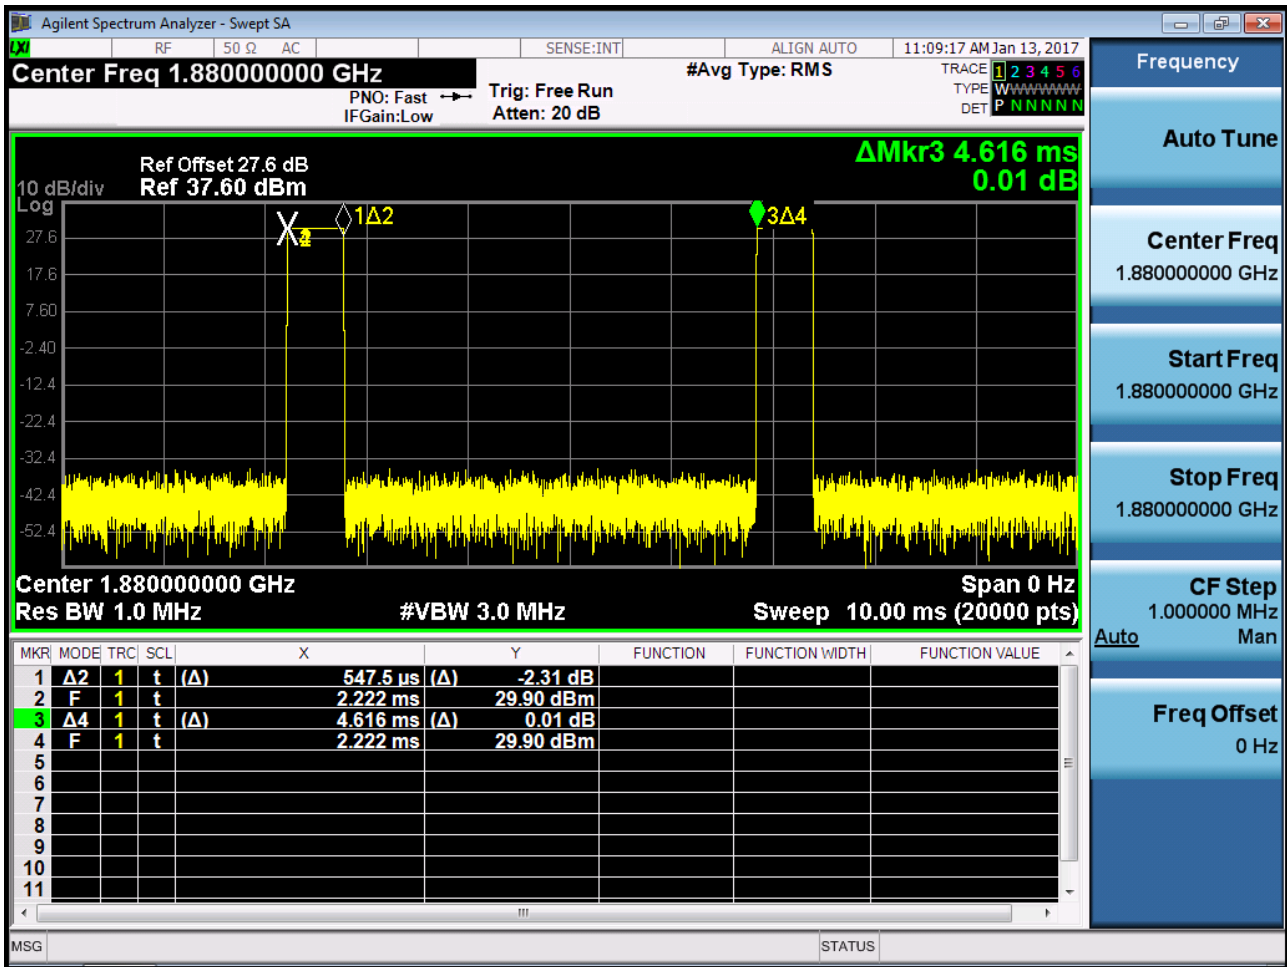 Agilent Spectrum Analyzer - Swept SA
LXI RF 50 Ω AC SENSE:INT ALIGN AUTO 11:09:17 AM Jan 13, 2017
Center Freq 1.880000000 GHz
PNO: Fast
IFGain:Low
Trig: Free Run
Atten: 20 dB
#Avg Type: RMS
TRACE 1 2 3 4 5 6
TYPE WWWWWW
DET P N N N N N
ΔMkr3 4.616 ms
0.01 dB
Ref Offset 27.6 dB
10 dB/div Ref 37.60 dBm
Log
1Δ2
3Δ4
27.6
17.6
7.60
-2.40
-12.4
-22.4
-32.4
-42.4
-52.4
Center 1.880000000 GHz Span 0 Hz
Res BW 1.0 MHz #VBW 3.0 MHz Sweep 10.00 ms (20000 pts)
MKR MODE TRC SCL X Y FUNCTION FUNCTION WIDTH FUNCTION VALUE
1 Δ2 1 t (Δ) 547.5 µs (Δ) -2.31 dB
2 F 1 t 2.222 ms 29.90 dBm
3 Δ4 1 t (Δ) 4.616 ms (Δ) 0.01 dB
4 F 1 t 2.222 ms 29.90 dBm
5
6
7
8
9
10
11
MSG STATUS
Frequency
Auto Tune
Center Freq
1.880000000 GHz
Start Freq
1.880000000 GHz
Stop Freq
1.880000000 GHz
CF Step
1.000000 MHz
Auto Man
Freq Offset
0 Hz